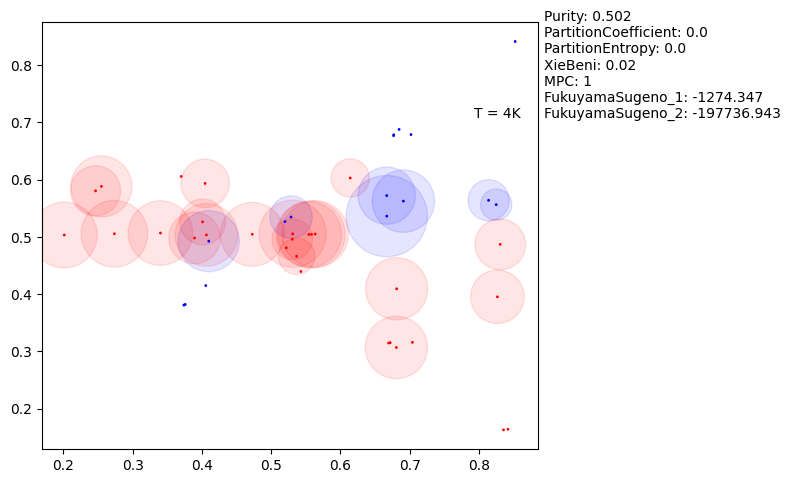 Purity: 0.502
PartitionCoefficient: 0.0
PartitionEntropy: 0.0
XieBeni: 0.02
MPC: 1
FukuyamaSugeno_1: -1274.347
FukuyamaSugeno_2: -197736.943
T = 4K
0.8
0.7
0.6
0.5
0.4
0.3
0.2
0.2 0.3 0.4 0.5 0.6 0.7 0.8